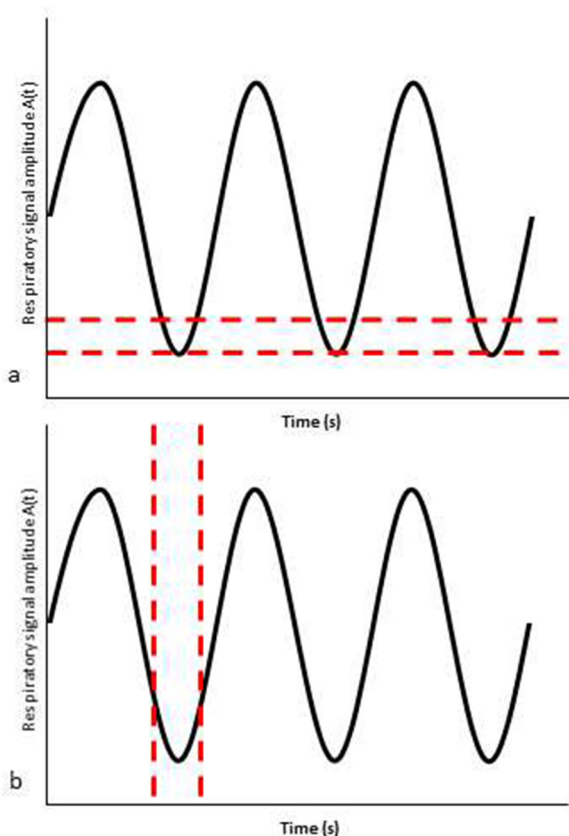 Respiratory signal amplitude A(t)
a
Time (s)
Respiratory signal amplitude A(t)
b
Time (s)